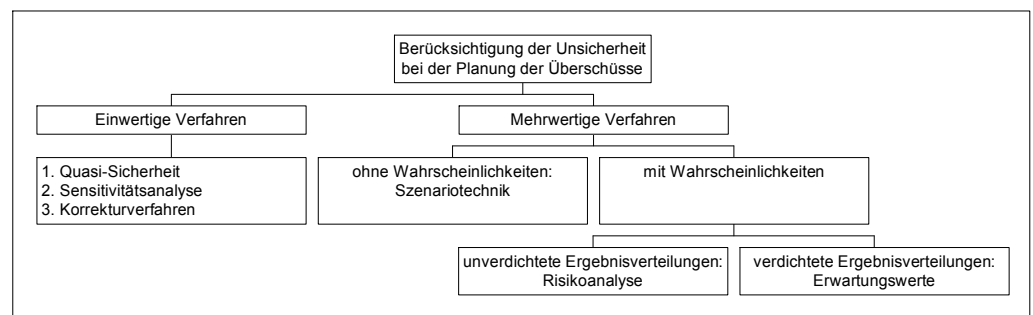 Berücksichtigung der Unsicherheit
bei der Planung der Überschüsse
Einwertige Verfahren
Mehrwertige Verfahren
1. Quasi-Sicherheit
2. Sensitivitätsanalyse
3. Korrekturverfahren
ohne Wahrscheinlichkeiten:
Szenariotechnik
mit Wahrscheinlichkeiten
unverdichtete Ergebnisverteilungen:
Risikoanalyse
verdichtete Ergebnisverteilungen:
Erwartungswerte